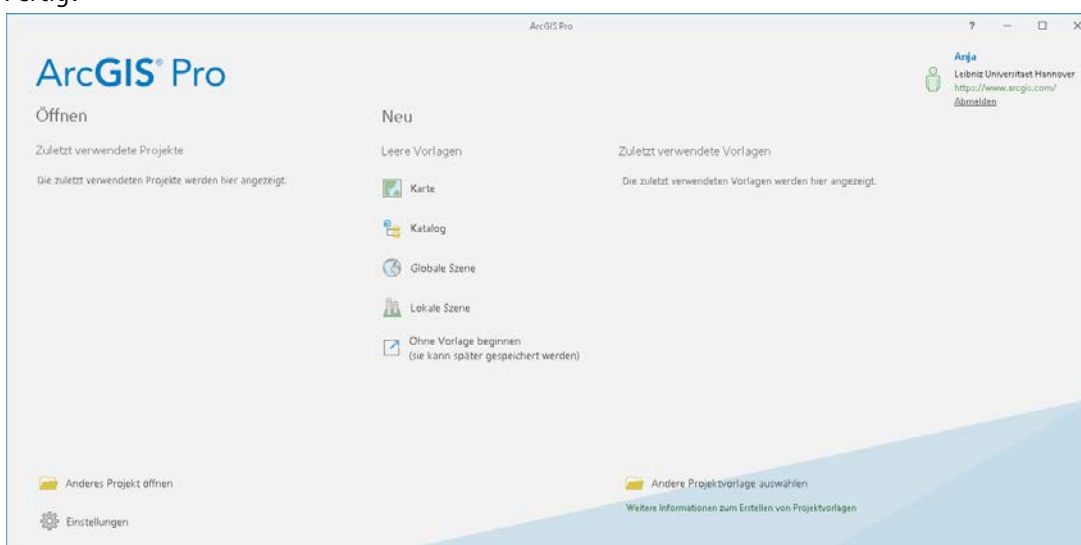 Fertig.
ArcGIS Pro
?
ArcGIS® Pro
Anja
Leibniz Universitaet Hannover
https://www.arcgis.com/
Abmelden
Öffnen
Neu
Zuletzt verwendete Projekte
Leere Vorlagen
Zuletzt verwendete Vorlagen
Die zuletzt verwendeten Projekte werden hier angezeigt.
Die zuletzt verwendeten Vorlagen werden hier angezeigt.
Karte
Katalog
Globale Szene
Lokale Szene
Ohne Vorlage beginnen
(sie kann später gespeichert werden)
Anderes Projekt öffnen
Andere Projektvorlage auswählen
Weitere Informationen zum Erstellen von Projektvorlagen
Einstellungen